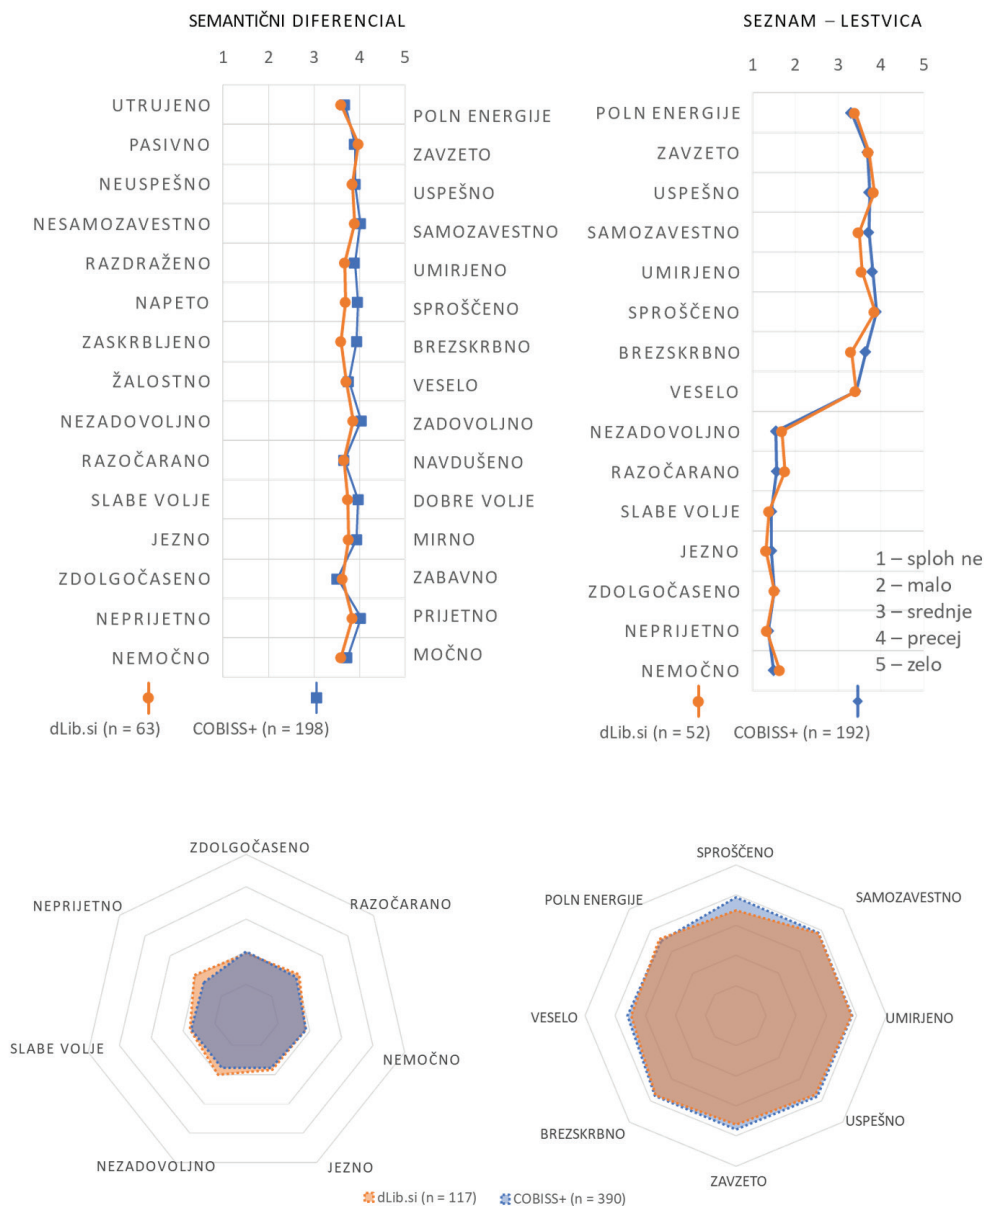 SEMANTIČNI DIFERENCIAL
1 2 3 4 5
UTRUJENO
POLN ENERGIJE
PASIVNO
ZAVZETO
NEUSPEŠNO
USPEŠNO
NESAMOZAVESTNO
SAMOZAVESTNO
RAZDRAŽENO
UMIRJENO
NAPETO
SPROŠČENO
ZASKRBLJENO
BREZSKRBNO
ŽALOSTNO
VESELO
NEZADOVOLJNO
ZADOVOLJNO
RAZOČARANO
NAVDUŠENO
SLABE VOLJE
DOBRE VOLJE
JEZNO
MIRNO
ZDOLGOČASENO
ZABAVNO
NEPRIJETNO
PRIJETNO
NEMOČNO
MOČNO
dLib.si (n = 63) COBISS+ (n = 198)
SEZNAM – LESTVICA
1 2 3 4 5
POLN ENERGIJE
ZAVZETO
USPEŠNO
SAMOZAVESTNO
UMIRJENO
SPROŠČENO
BREZSKRBNO
VESELO
NEZADOVOLJNO
RAZOČARANO
SLABE VOLJE
JEZNO
ZDOLGOČASENO
NEPRIJETNO
NEMOČNO
1 – sploh ne
2 – malo
3 – srednje
4 – precej
5 – zelo
dLib.si (n = 52) COBISS+ (n = 192)
ZDOLGOČASENO
RAZOČARANO
NEMOČNO
JEZNO
NEZADOVOLJNO
SLABE VOLJE
NEPRIJETNO
SPROŠČENO
SAMOZAVESTNO
UMIRJENO
USPEŠNO
ZAVZETO
BREZSKRBNO
VESELO
POLN ENERGIJE
dLib.si (n = 117) COBISS+ (n = 390)